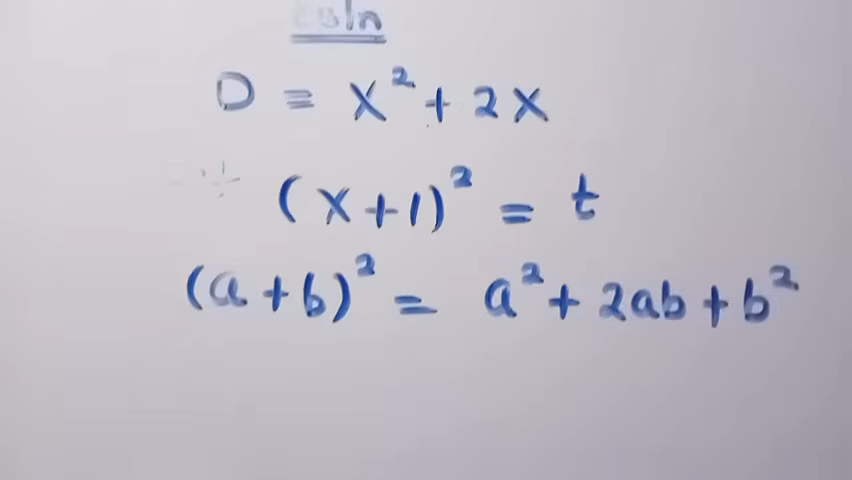 D = x² + 2x
(x+1)² = t
(a+b)² = a² + 2ab + b²